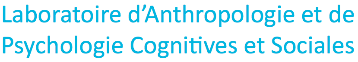 Laboratoire d’Anthropologie et de
Psychologie Cognitives et Sociales